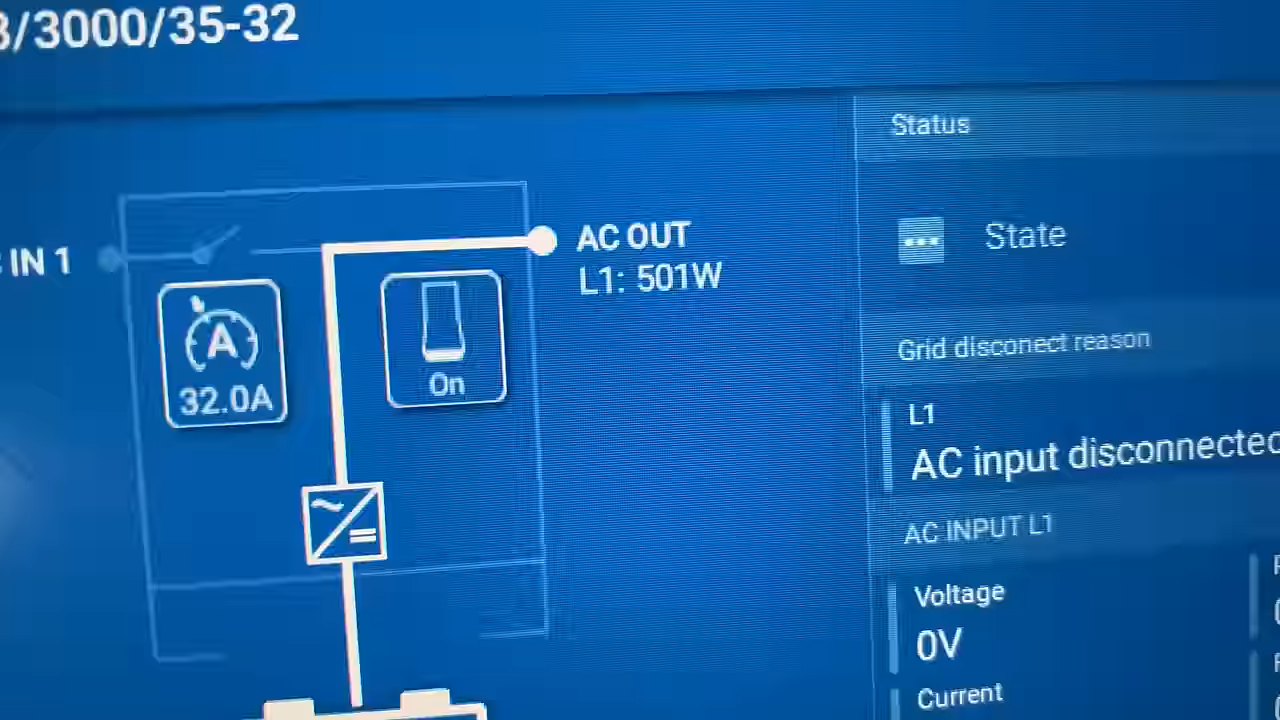 /3000/35-32
Status
IN 1
AC OUT
L1: 501W
State
A
32.0A
On
Grid disconect reason
L1
AC input disconnected
AC INPUT L1
Voltage
0V
Current